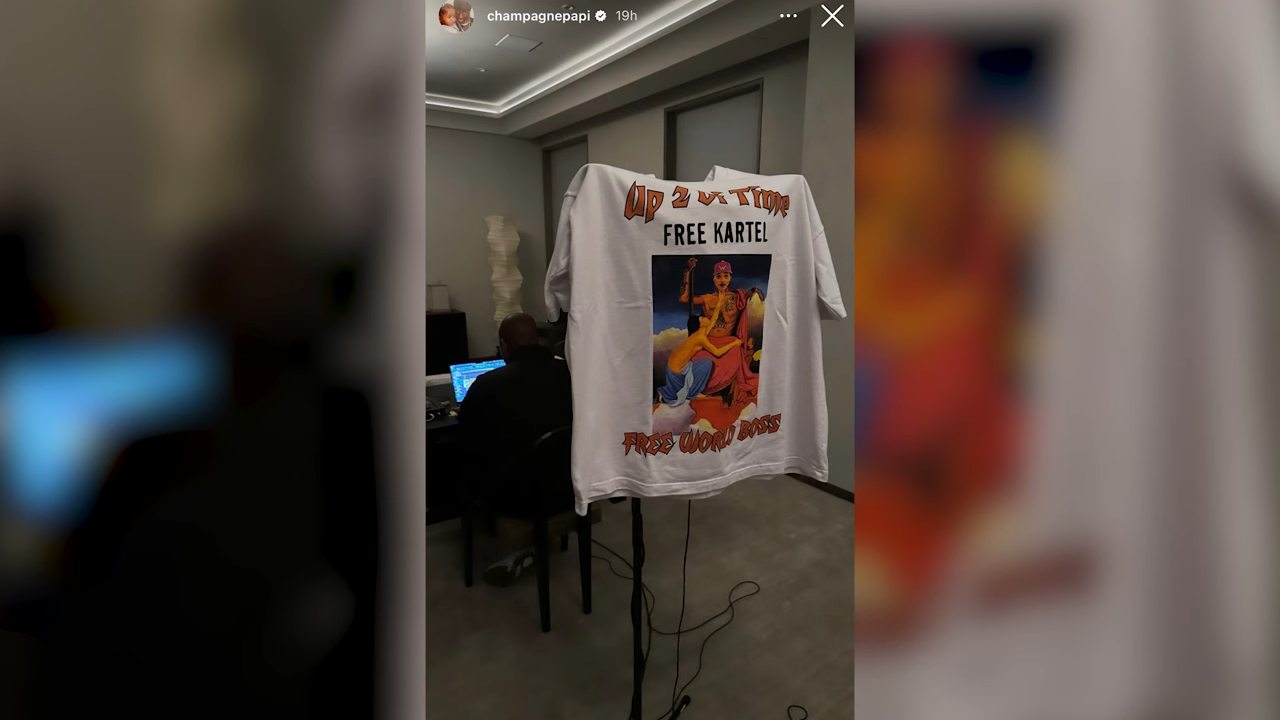 champagnepapi 19h
Up 2 Di Time
FREE KARTEL
FREE WORLD BOSS